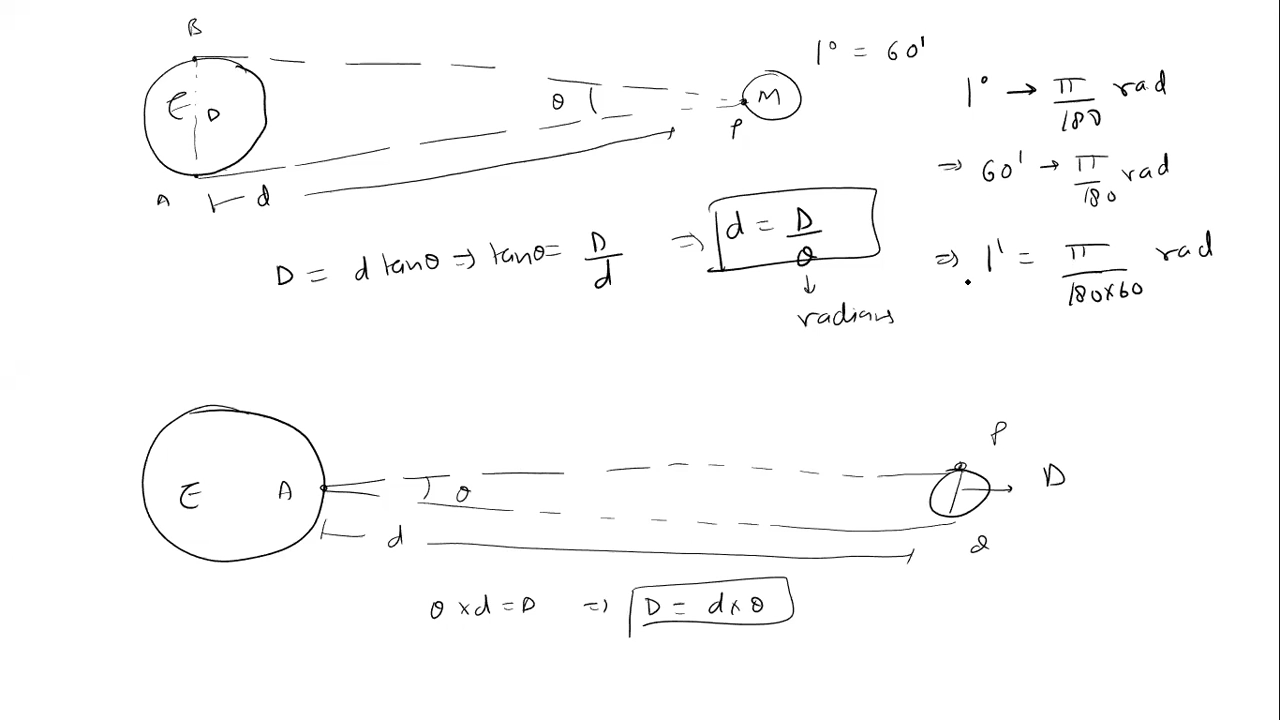 B
1° = 60'
E
D
θ
M
P
1° → π/180 rad
⇒ 60' → π/180 rad
A
d
D = d tanθ ⇒ tanθ = D/d ⇒ d = D/θ
⇒ 1' = π/180×60 rad
radians
P
D
E
A
θ
d
θ × d = D ⇒ D = d × θ